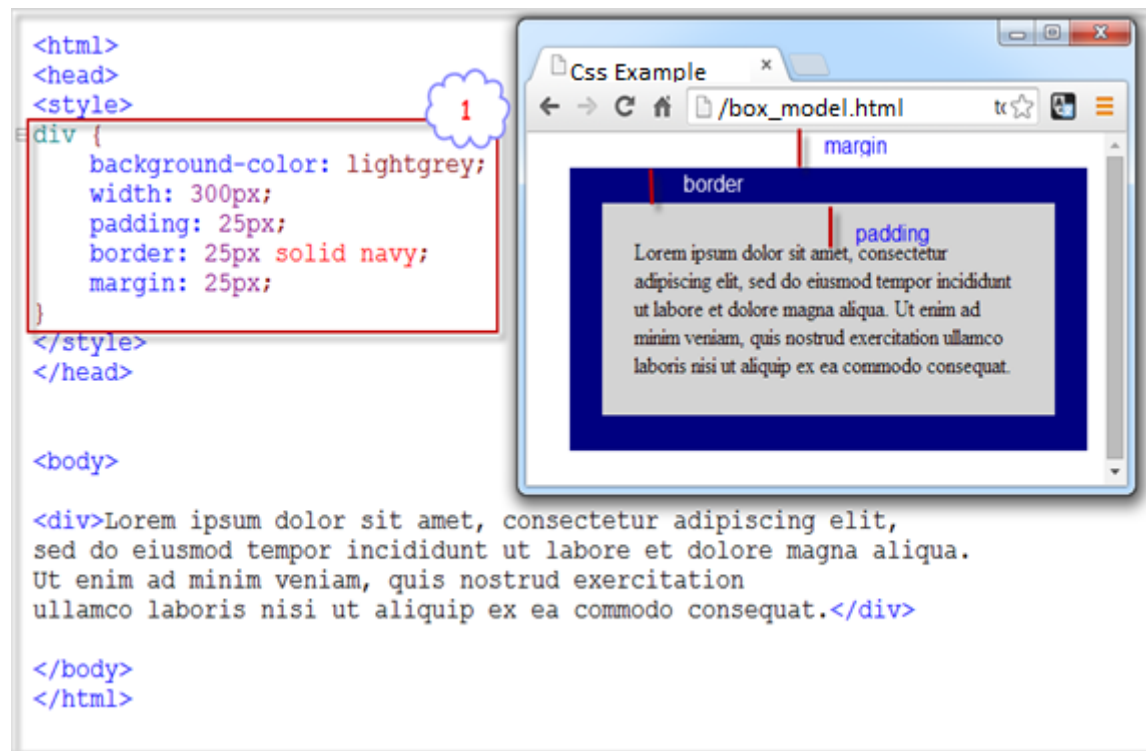 <html>
<head>
<style>
1
div {
background-color: lightgrey;
width: 300px;
padding: 25px;
border: 25px solid navy;
margin: 25px;
}
</style>
</head>
<body>
<div>Lorem ipsum dolor sit amet, consectetur adipiscing elit,
sed do eiusmod tempor incididunt ut labore et dolore magna aliqua.
Ut enim ad minim veniam, quis nostrud exercitation
ullamco laboris nisi ut aliquip ex ea commodo consequat.</div>
</body>
</html>
Css Example
/box_model.html
margin
border
padding
Lorem ipsum dolor sit amet, consectetur
adipiscing elit, sed do eiusmod tempor incididunt
ut labore et dolore magna aliqua. Ut enim ad
minim veniam, quis nostrud exercitation ullamco
laboris nisi ut aliquip ex ea commodo consequat.